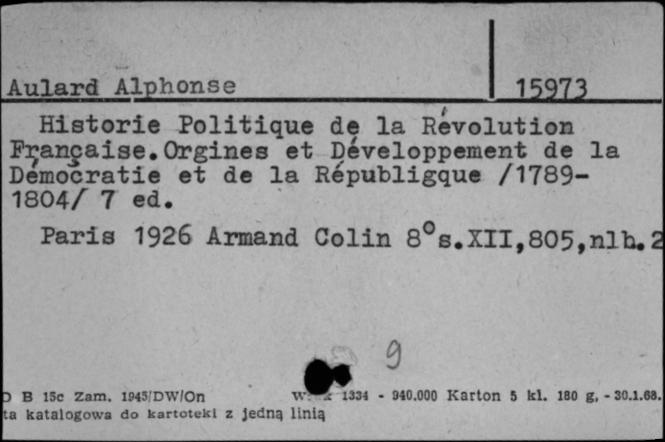 Aulard Alphonse 15973
Historie Politique de la Révolution
Française. Orgines et Développement de la
Démocratie et de la Républigque /1789-
1804/ 7 ed.
Paris 1926 Armand Colin 8° s.XII,805,nlb.2
9
D B 15c Zam. 1945/DW/On 1334 - 940.000 Karton 5 kl. 180 g, - 30.1.68.
ta katalogowa do kartoteki z jedną linią